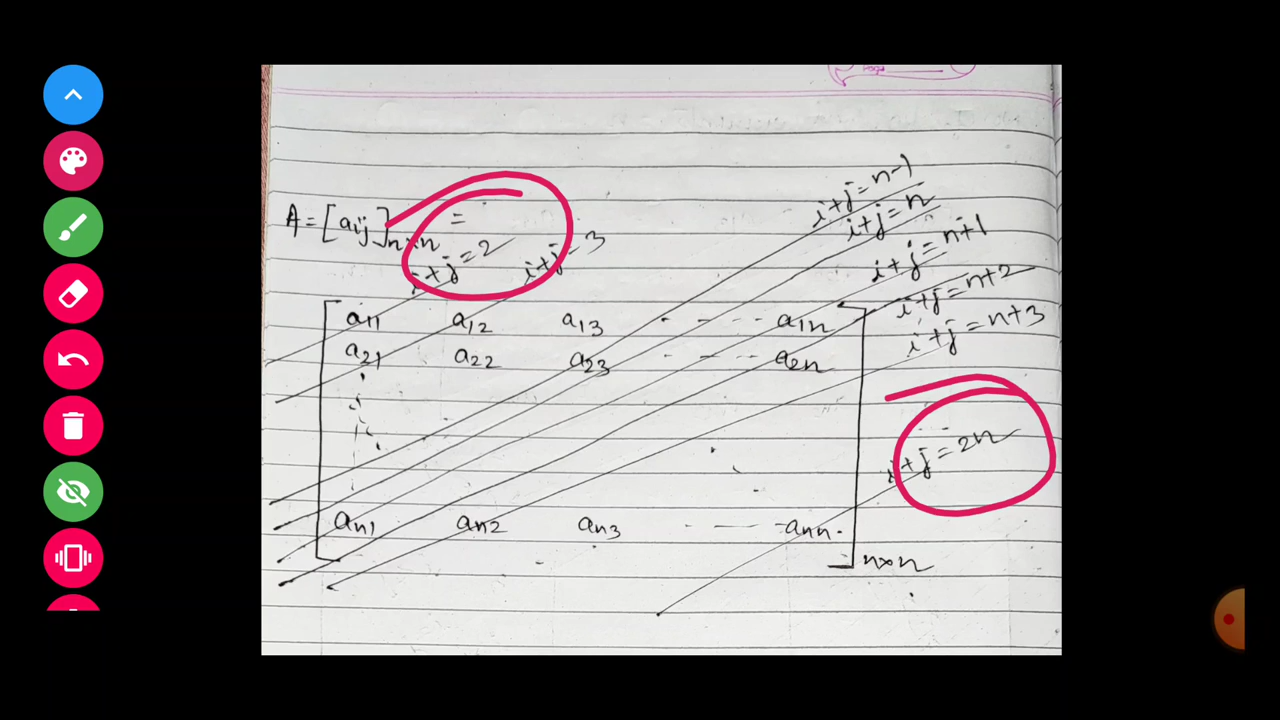 i+j=n-1
i+j=n
A = [aij]n×n =
i+j=2 i+j=3 i+j=n+1
i+j=n+2
a11 a12 a13 - - - - a1n i+j=n+3
a21 a22 a23 - - - - a2n
i+j=2n
an1 an2 an3 - - - ann
n×n